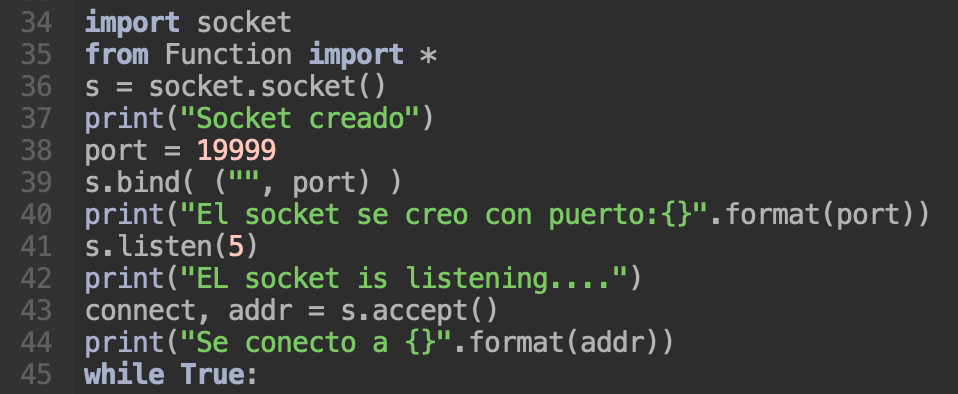 34 import socket
35 from Function import *
36 s = socket.socket()
37 print("Socket creado")
38 port = 19999
39 s.bind( ("", port) )
40 print("El socket se creo con puerto:{}".format(port))
41 s.listen(5)
42 print("EL socket is listening....")
43 connect, addr = s.accept()
44 print("Se conecto a {}".format(addr))
45 while True: